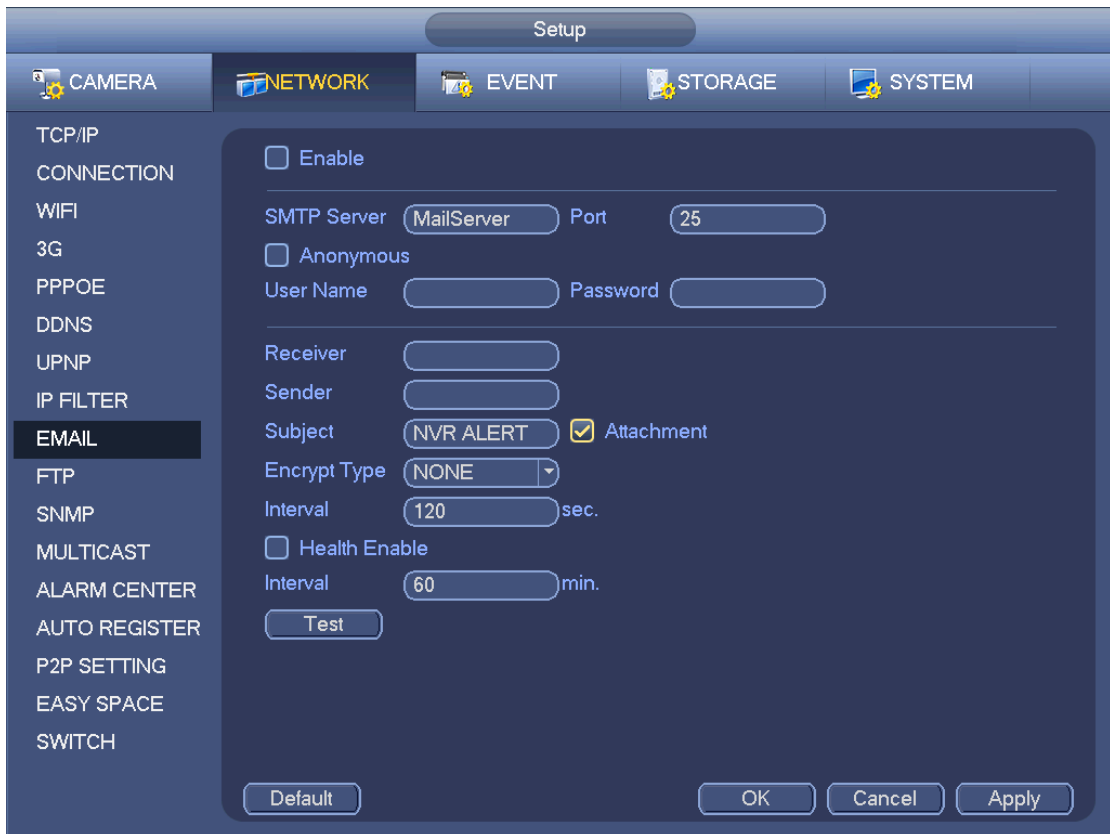 Setup
CAMERA NETWORK EVENT STORAGE SYSTEM
TCP/IP
CONNECTION
WIFI
3G
PPPOE
DDNS
UPNP
IP FILTER
EMAIL
FTP
SNMP
MULTICAST
ALARM CENTER
AUTO REGISTER
P2P SETTING
EASY SPACE
SWITCH
Enable
SMTP Server MailServer Port 25
Anonymous
User Name Password
Receiver
Sender
Subject NVR ALERT Attachment
Encrypt Type NONE
Interval 120 sec.
Health Enable
Interval 60 min.
Test
Default OK Cancel Apply